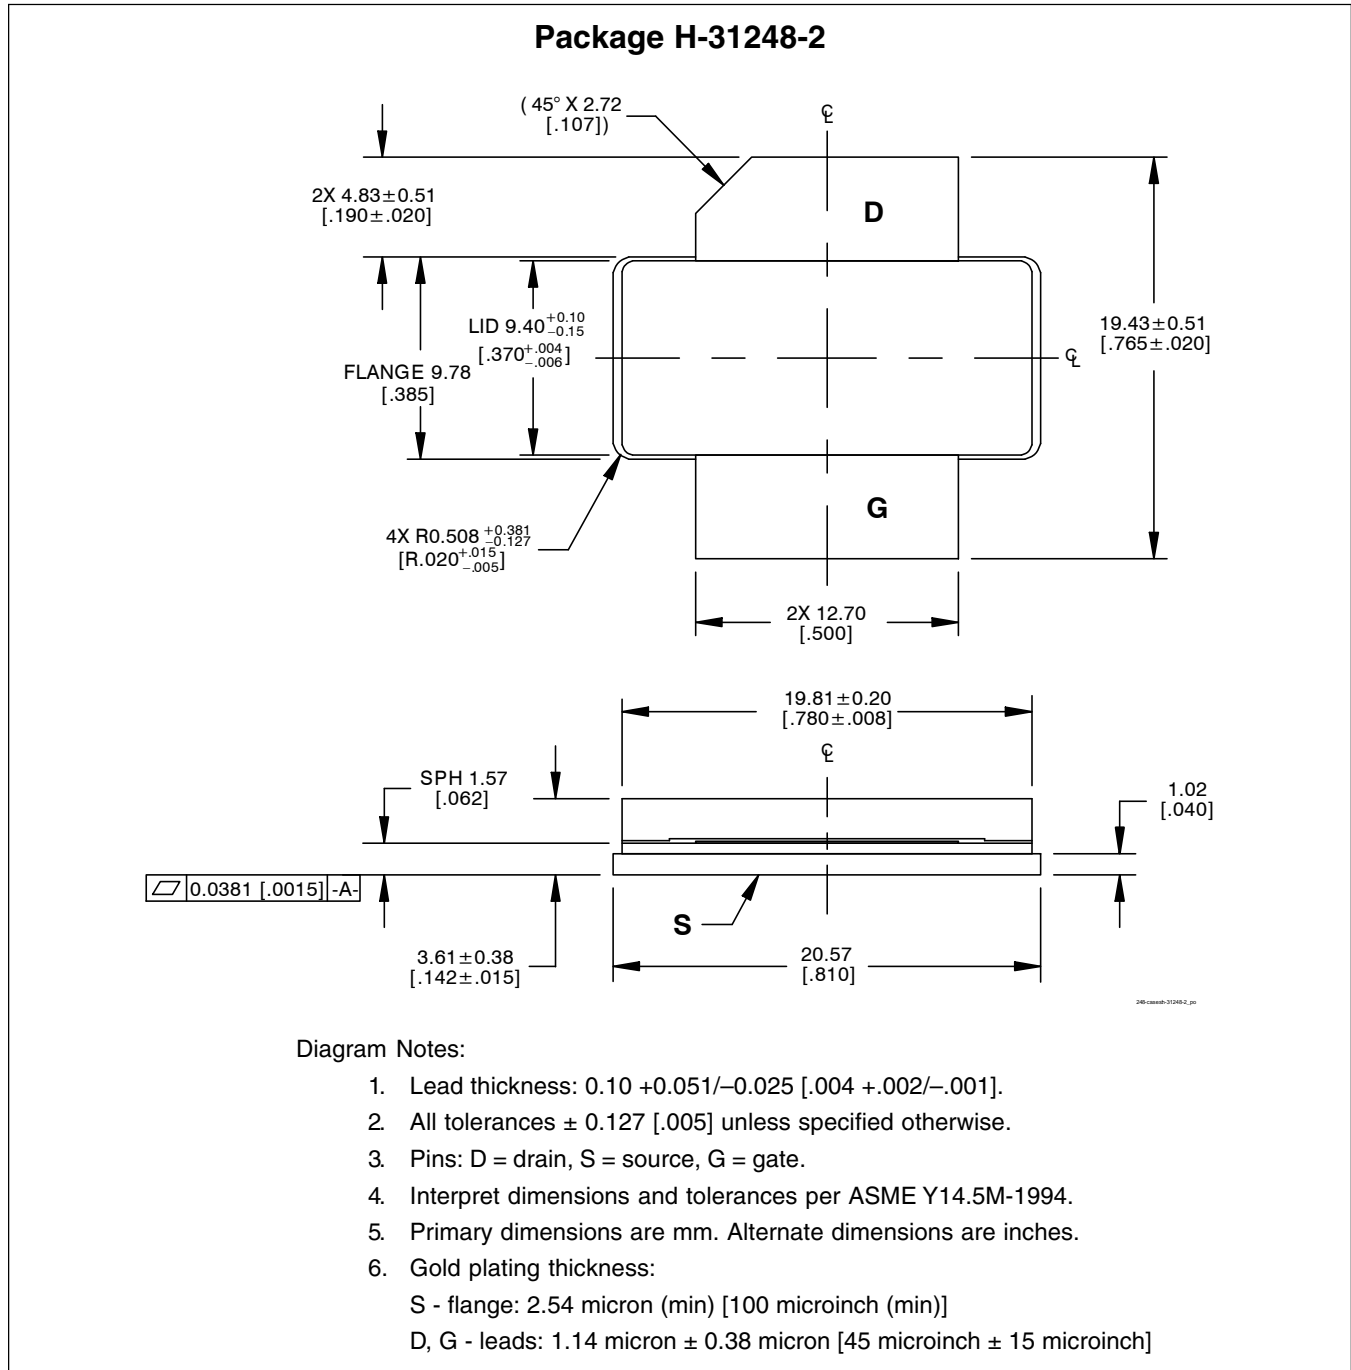 Package H-31248-2
( 45° X 2.72
[.107])
C L
2X 4.83±0.51
[.190±.020]
D
LID 9.40 +0.10 −0.15
[.370 +.004 −.006]
19.43±0.51
[.765±.020]
C L
FLANGE 9.78
[.385]
G
4X R0.508 +0.381 −0.127
[R.020 +.015 −.005]
2X 12.70
[.500]
19.81±0.20
[.780±.008]
C L
SPH 1.57
[.062]
1.02
[.040]
0.0381 [.0015] -A-
S
3.61±0.38
[.142±.015]
20.57
[.810]
Diagram Notes:
1. Lead thickness: 0.10 +0.051/–0.025 [.004 +.002/–.001].
2. All tolerances ± 0.127 [.005] unless specified otherwise.
3. Pins: D = drain, S = source, G = gate.
4. Interpret dimensions and tolerances per ASME Y14.5M-1994.
5. Primary dimensions are mm. Alternate dimensions are inches.
6. Gold plating thickness:
S - flange: 2.54 micron (min) [100 microinch (min)]
D, G - leads: 1.14 micron ± 0.38 micron [45 microinch ± 15 microinch]